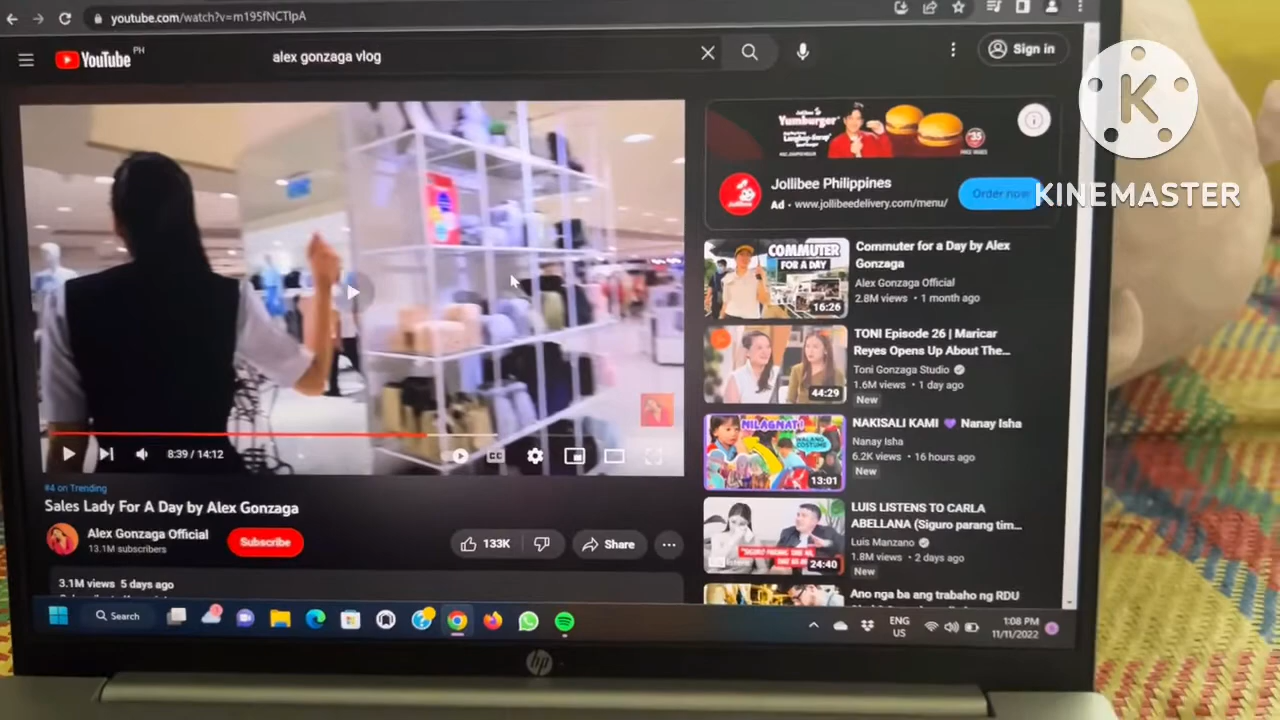 youtube.com/watch?v=m195fNCTIpA
YouTube PH
alex gonzaga vlog
Sign in
KINEMASTER
Yumburger
Jollibee Philippines
Ad · www.jollibeedelivery.com/menu/
Order now
COMMUTER
FOR A DAY
16:26
Commuter for a Day by Alex
Gonzaga
Alex Gonzaga Official
2.8M views · 1 month ago
44:29
TONI Episode 26 | Maricar
Reyes Opens Up About The...
Toni Gonzaga Studio
1.6M views · 1 day ago
New
NILAGNAT!
WALANG
COSTUME
13:01
NAKISALI KAMI 💜 Nanay Isha
Nanay Isha
6.2K views · 16 hours ago
New
24:40
LUIS LISTENS TO CARLA
ABELLANA (Siguro parang tim...
Luis Manzano
1.8M views · 2 days ago
New
Ano nga ba ang trabaho ng RDU
8:39 / 14:12
CC
#4 on Trending
Sales Lady For A Day by Alex Gonzaga
Alex Gonzaga Official
13.1M subscribers
Subscribe
133K
Share
3.1M views 5 days ago
Search
ENG
US
1:08 PM
11/11/2022
hp